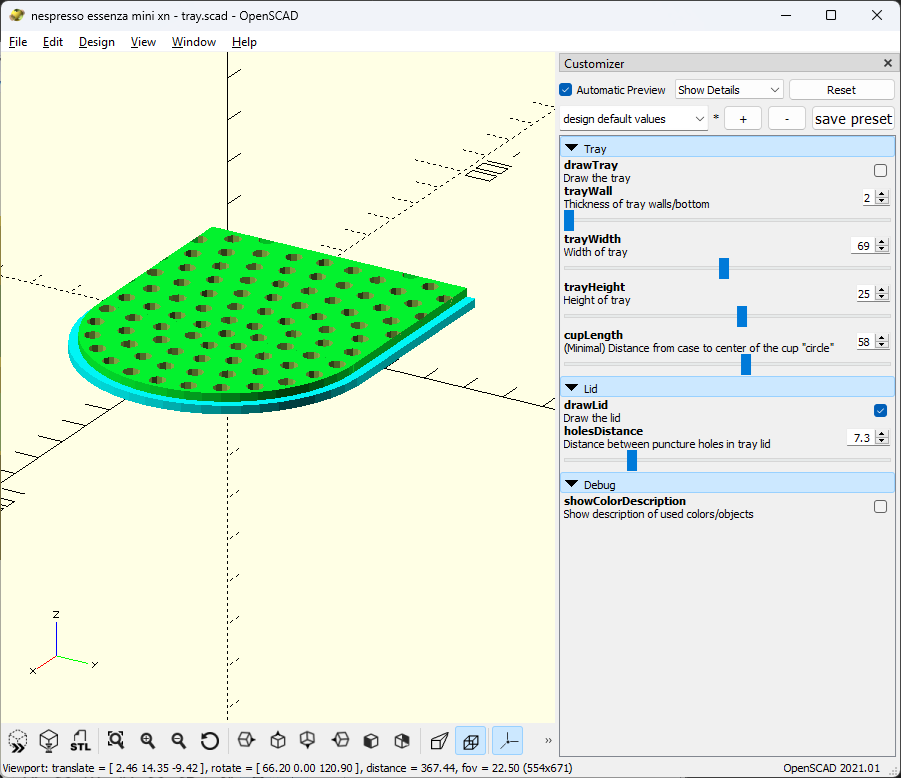 nespresso essenza mini xn - tray.scad - OpenSCAD
File Edit Design View Window Help
Customizer
Automatic Preview Show Details Reset
design default values * + - save preset
Tray
drawTray
Draw the tray
trayWall
Thickness of tray walls/bottom 2
trayWidth
Width of tray 69
trayHeight
Height of tray 25
cupLength
(Minimal) Distance from case to center of the cup "circle" 58
Lid
drawLid
Draw the lid
holesDistance
Distance between puncture holes in tray lid 7.3
Debug
showColorDescription
Show description of used colors/objects
z
x
y
STL
»
Viewport: translate = [ 2.46 14.35 -9.42 ], rotate = [ 66.20 0.00 120.90 ], distance = 367.44, fov = 22.50 (554x671) OpenSCAD 2021.01